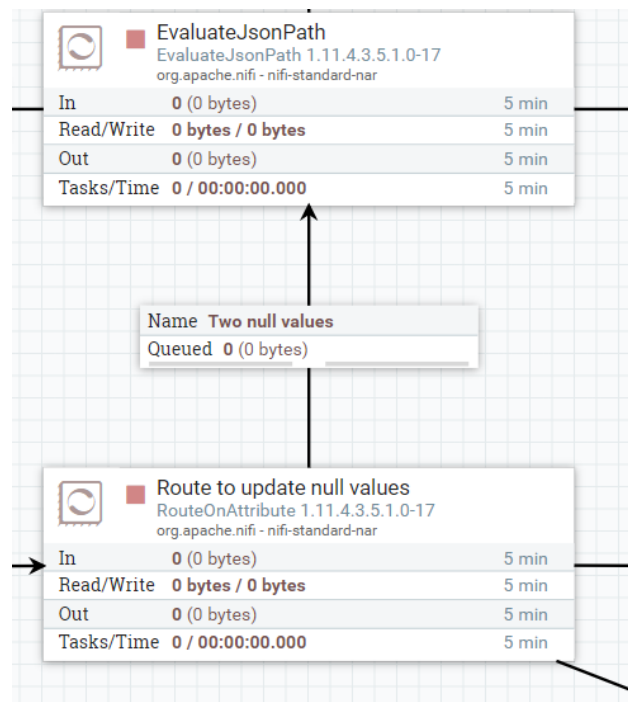 EvaluateJsonPath
EvaluateJsonPath 1.11.4.3.5.1.0-17
org.apache.nifi - nifi-standard-nar
In 0 (0 bytes) 5 min
Read/Write 0 bytes / 0 bytes 5 min
Out 0 (0 bytes) 5 min
Tasks/Time 0 / 00:00:00.000 5 min
Name Two null values
Queued 0 (0 bytes)
Route to update null values
RouteOnAttribute 1.11.4.3.5.1.0-17
org.apache.nifi - nifi-standard-nar
In 0 (0 bytes) 5 min
Read/Write 0 bytes / 0 bytes 5 min
Out 0 (0 bytes) 5 min
Tasks/Time 0 / 00:00:00.000 5 min